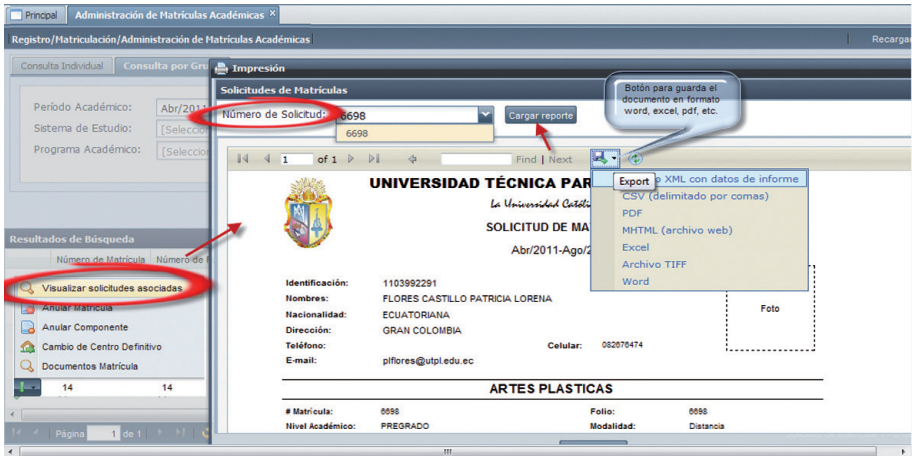 Principal
Administración de Matrículas Académicas
Registro/Matriculación/Administración de Matrículas Académicas
Recargar
Consulta Individual
Consulta por Gru
Impresión
Solicitudes de Matrículas
Período Académico:
Abr/2011
Número de Solicitud:
6698
Cargar reporte
Botón para guarda el
documento en formato
word, excel, pdf, etc.
6698
Sistema de Estudio:
[Seleccion
Programa Académico:
[Seleccion
1 of 1
Find | Next
Export
XML con datos de informe
CSV (delimitado por comas)
PDF
MHTML (archivo web)
Excel
Archivo TIFF
Word
UNIVERSIDAD TÉCNICA PAR
La Universidad Católi
SOLICITUD DE MA
Abr/2011-Ago/2
Foto
Resultados de Búsqueda
Número de Matrícula
Número de
Visualizar solicitudes asociadas
Anular Matrícula
Anular Componente
Cambio de Centro Definitivo
Documentos Matrícula
14 14
Página 1 de 1
Identificación: 1103992291
Nombres: FLORES CASTILLO PATRICIA LORENA
Nacionalidad: ECUATORIANA
Dirección: GRAN COLOMBIA
Teléfono: Celular: 082676474
E-mail: plflores@utpl.edu.ec
ARTES PLASTICAS
# Matrícula: 6698 Folio: 6698
Nivel Académico: PREGRADO Modalidad: Distancia